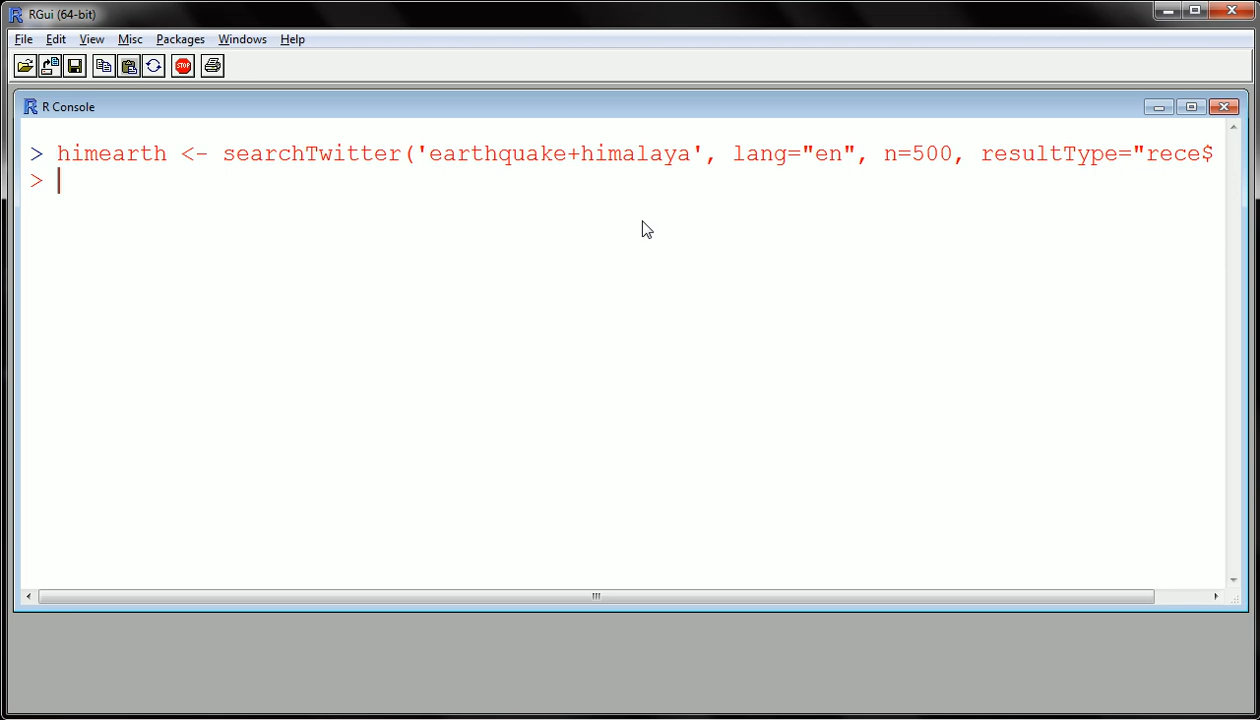 RGui (64-bit)
File Edit View Misc Packages Windows Help
STOP
R Console
> himearth <- searchTwitter('earthquake+himalaya', lang="en", n=500, resultType="rece$
>